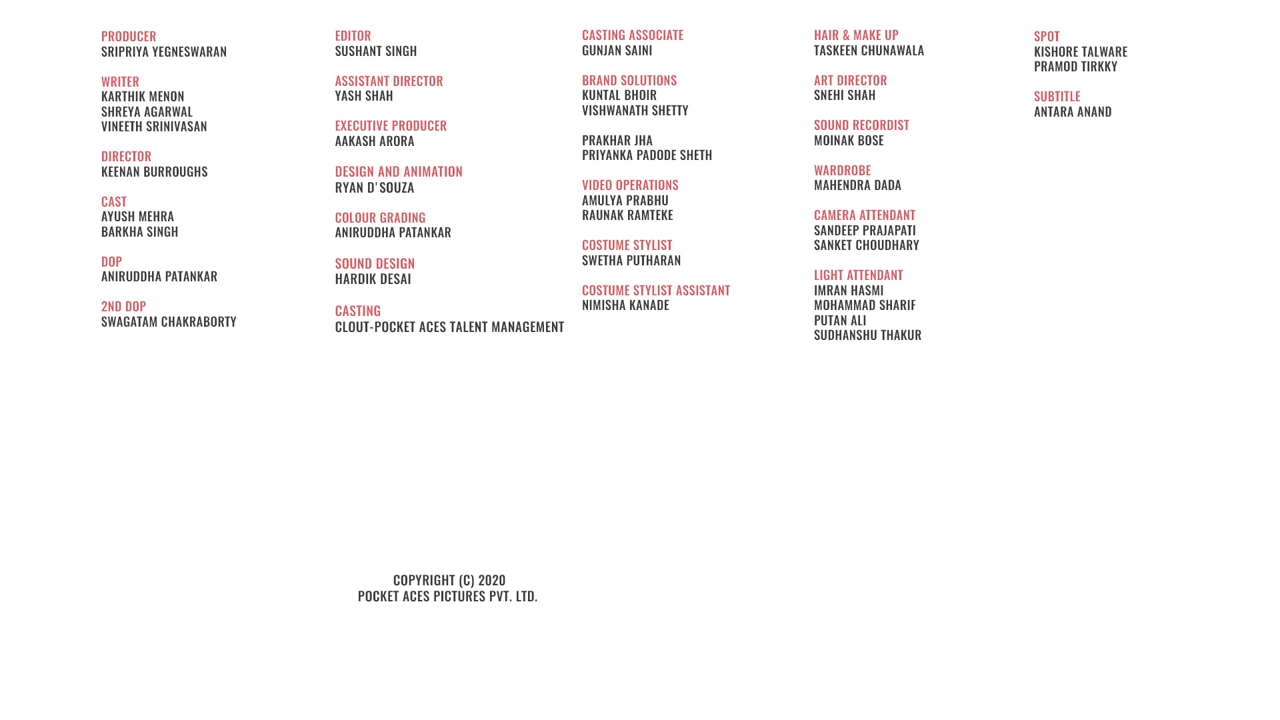 PRODUCER
SRIPRIYA YEGNESWARAN
WRITER
KARTHIK MENON
SHREYA AGARWAL
VINEETH SRINIVASAN
DIRECTOR
KEENAN BURROUGHS
CAST
AYUSH MEHRA
BARKHA SINGH
DOP
ANIRUDDHA PATANKAR
2ND DOP
SWAGATAM CHAKRABORTY
EDITOR
SUSHANT SINGH
ASSISTANT DIRECTOR
YASH SHAH
EXECUTIVE PRODUCER
AAKASH ARORA
DESIGN AND ANIMATION
RYAN D'SOUZA
COLOUR GRADING
ANIRUDDHA PATANKAR
SOUND DESIGN
HARDIK DESAI
CASTING
CLOUT-POCKET ACES TALENT MANAGEMENT
CASTING ASSOCIATE
GUNJAN SAINI
BRAND SOLUTIONS
KUNTAL BHOIR
VISHWANATH SHETTY
PRAKHAR JHA
PRIYANKA PADODE SHETH
VIDEO OPERATIONS
AMULYA PRABHU
RAUNAK RAMTEKE
COSTUME STYLIST
SWETHA PUTHARAN
COSTUME STYLIST ASSISTANT
NIMISHA KANADE
HAIR & MAKE UP
TASKEEN CHUNAWALA
ART DIRECTOR
SNEHI SHAH
SOUND RECORDIST
MOINAK BOSE
WARDROBE
MAHENDRA DADA
CAMERA ATTENDANT
SANDEEP PRAJAPATI
SANKET CHOUDHARY
LIGHT ATTENDANT
IMRAN HASMI
MOHAMMAD SHARIF
PUTAN ALI
SUDHANSHU THAKUR
SPOT
KISHORE TALWARE
PRAMOD TIRKKY
SUBTITLE
ANTARA ANAND
COPYRIGHT (C) 2020
POCKET ACES PICTURES PVT. LTD.